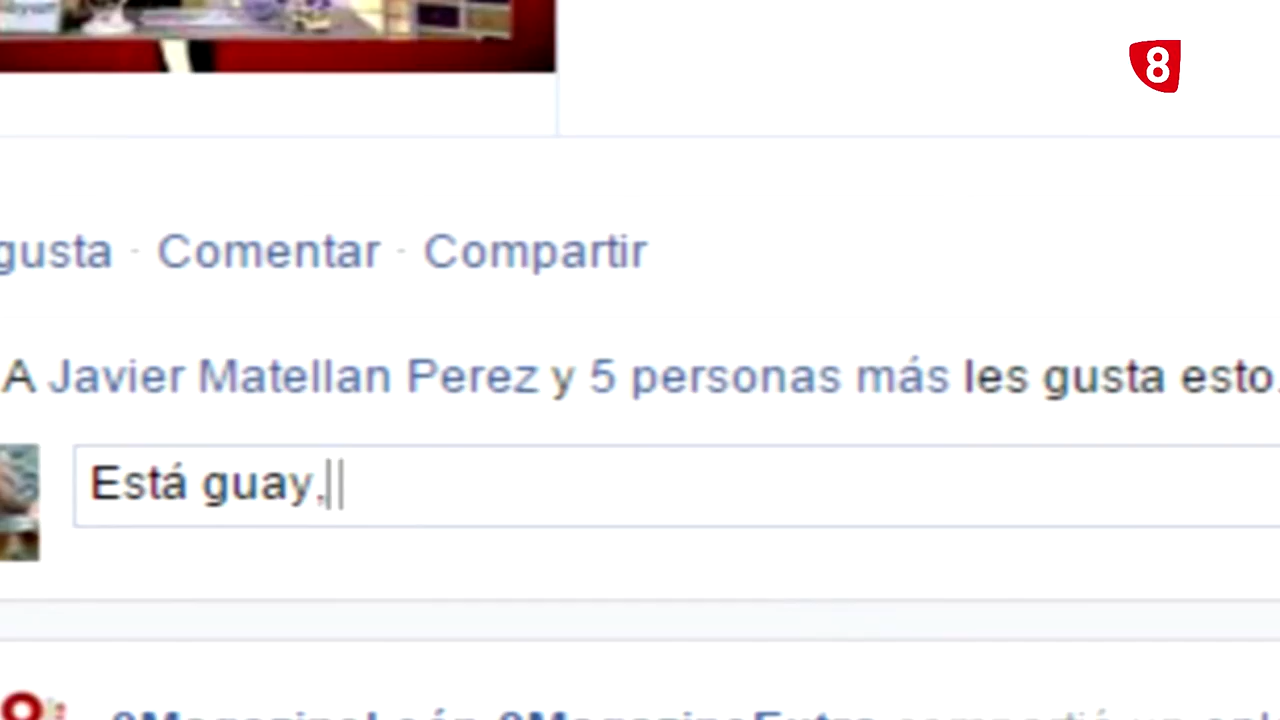 8
gusta · Comentar · Compartir
A Javier Matellan Perez y 5 personas más les gusta esto.
Está guay,